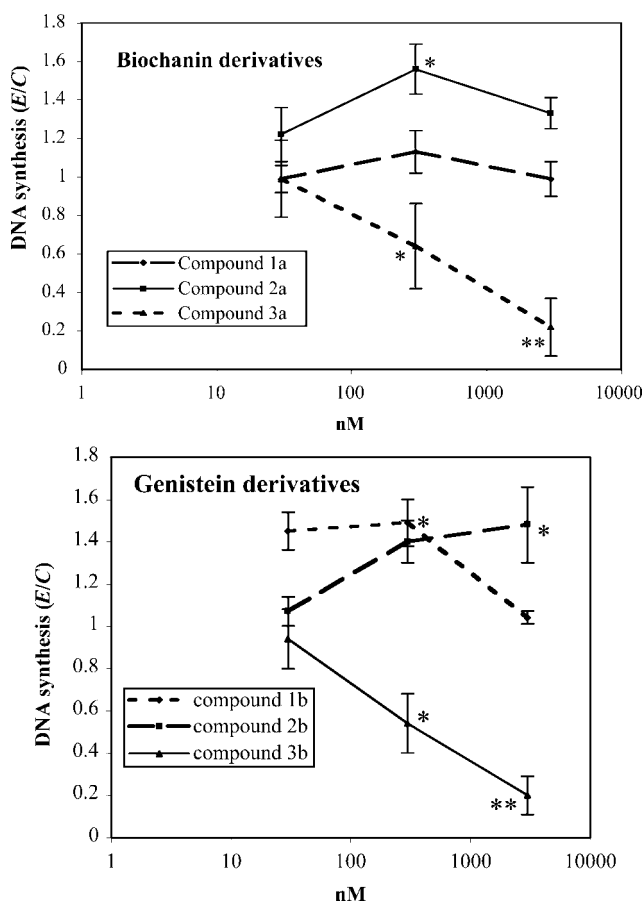 Biochanin derivatives
DNA synthesis (E/C)
1.8
1.6
1.4
1.2
1
0.8
0.6
0.4
0.2
0
*
*
**
Compound 1a
Compound 2a
Compound 3a
1 10 100 1000 10000
nM
Genistein derivatives
DNA synthesis (E/C)
1.8
1.6
1.4
1.2
1
0.8
0.6
0.4
0.2
0
*
*
*
**
compound 1b
compound 2b
compound 3b
1 10 100 1000 10000
nM